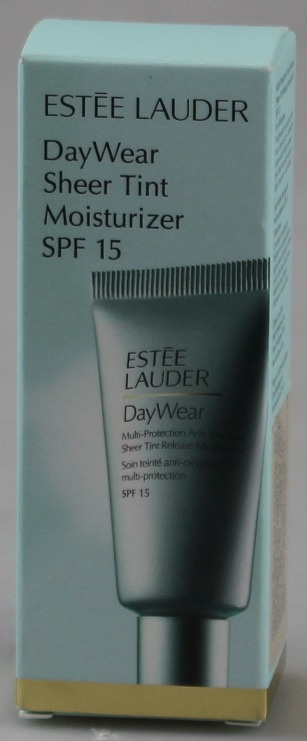 ESTĒE LAUDER
DayWear
Sheer Tint
Moisturizer
SPF 15
ESTĒE
LAUDER
DayWear
Multi-Protection
Sheer Tint Release
Soin teinté
multi-protection
SPF 15